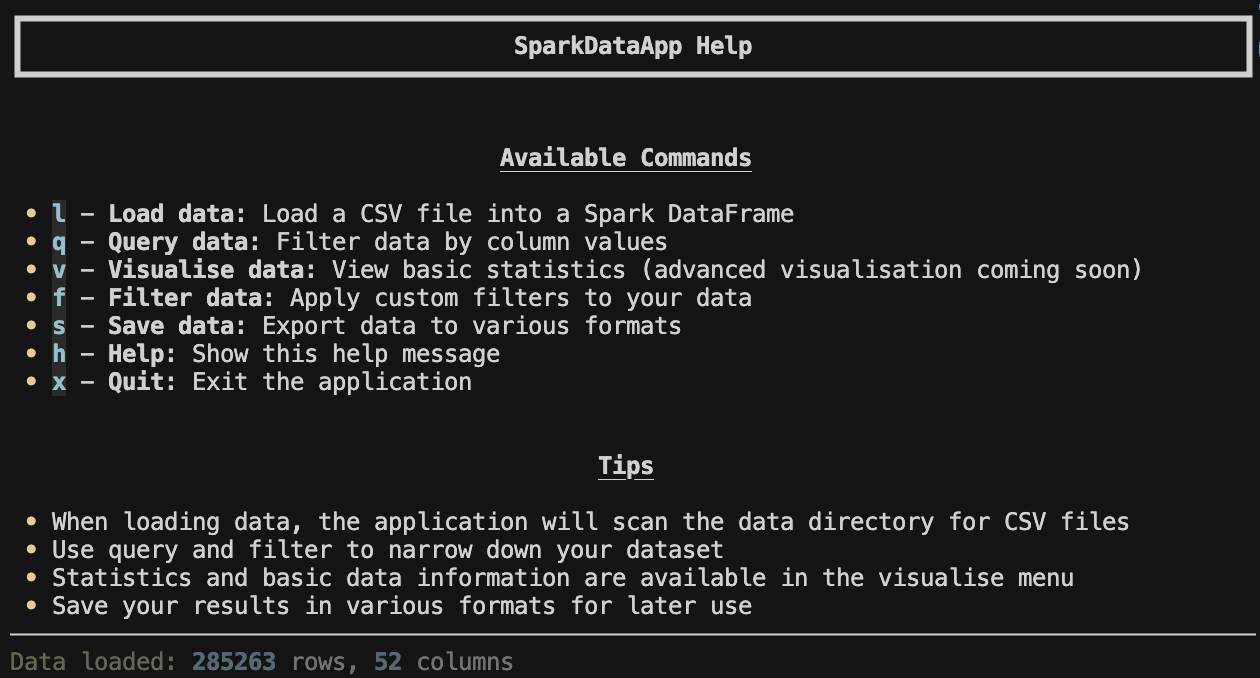 SparkDataApp Help
Available Commands
• l – Load data: Load a CSV file into a Spark DataFrame
• q – Query data: Filter data by column values
• v – Visualise data: View basic statistics (advanced visualisation coming soon)
• f – Filter data: Apply custom filters to your data
• s – Save data: Export data to various formats
• h – Help: Show this help message
• x – Quit: Exit the application
Tips
• When loading data, the application will scan the data directory for CSV files
• Use query and filter to narrow down your dataset
• Statistics and basic data information are available in the visualise menu
• Save your results in various formats for later use
Data loaded: 285263 rows, 52 columns